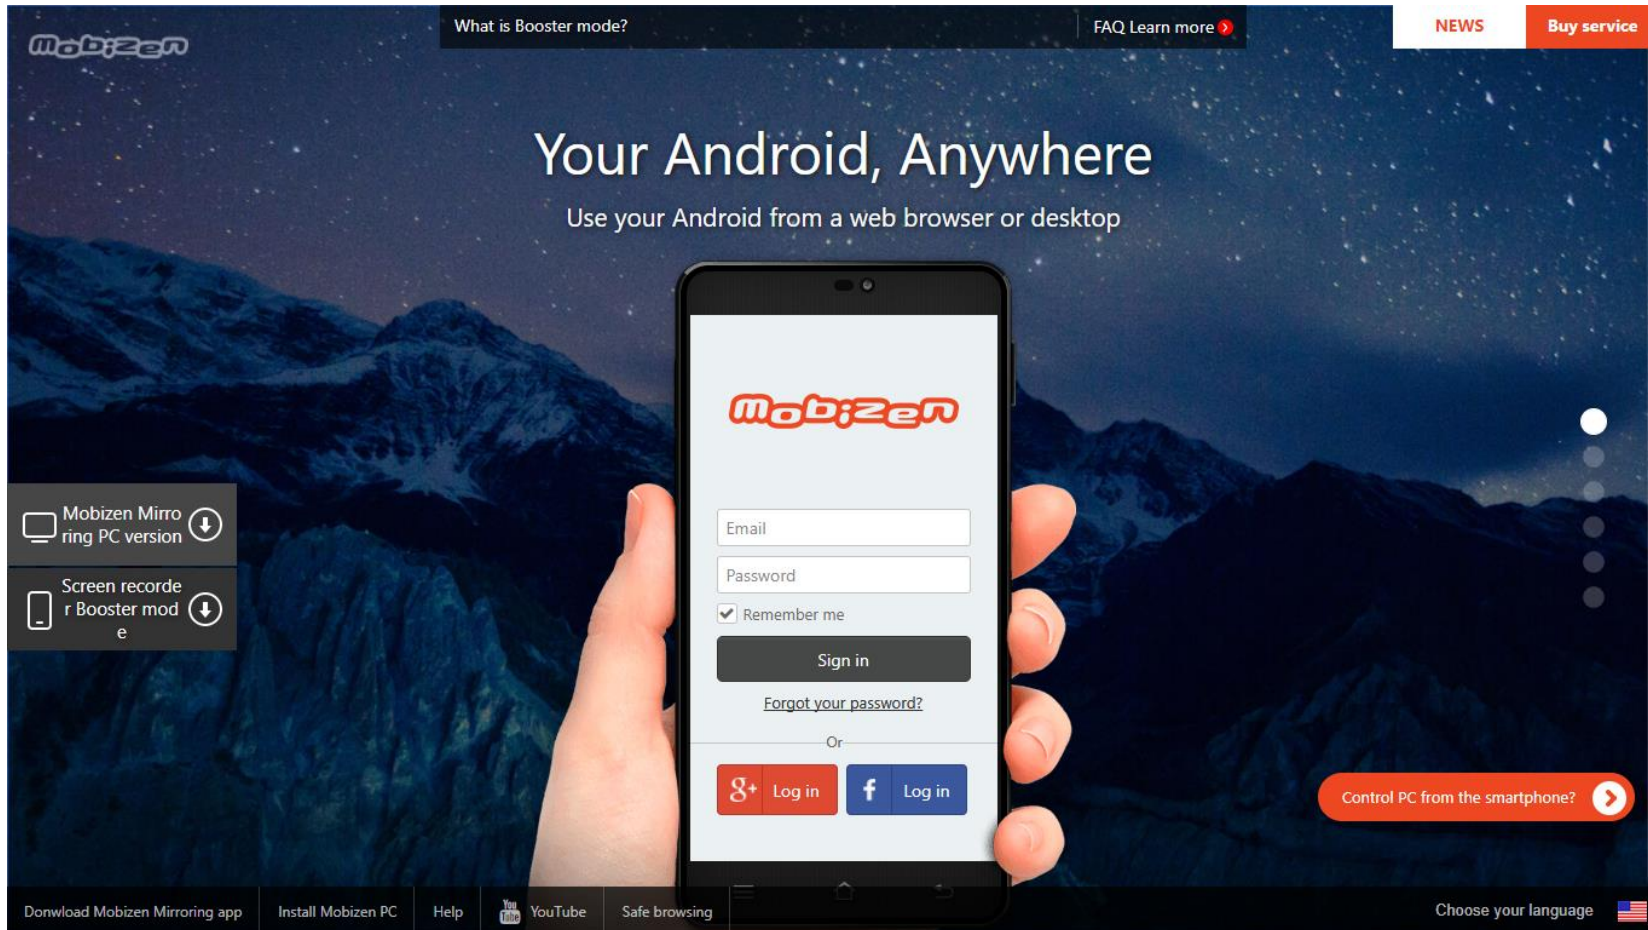 mobizen
What is Booster mode?
FAQ Learn more
NEWS
Buy service
Your Android, Anywhere
Use your Android from a web browser or desktop
mobizen
Mobizen Mirro
ring PC version
Screen recorde
r Booster mod
e
Email
Password
Remember me
Sign in
Forgot your password?
Or
g+ Log in
f Log in
Control PC from the smartphone?
Donwload Mobizen Mirroring app
Install Mobizen PC
Help
You
Tube
YouTube
Safe browsing
Choose your language